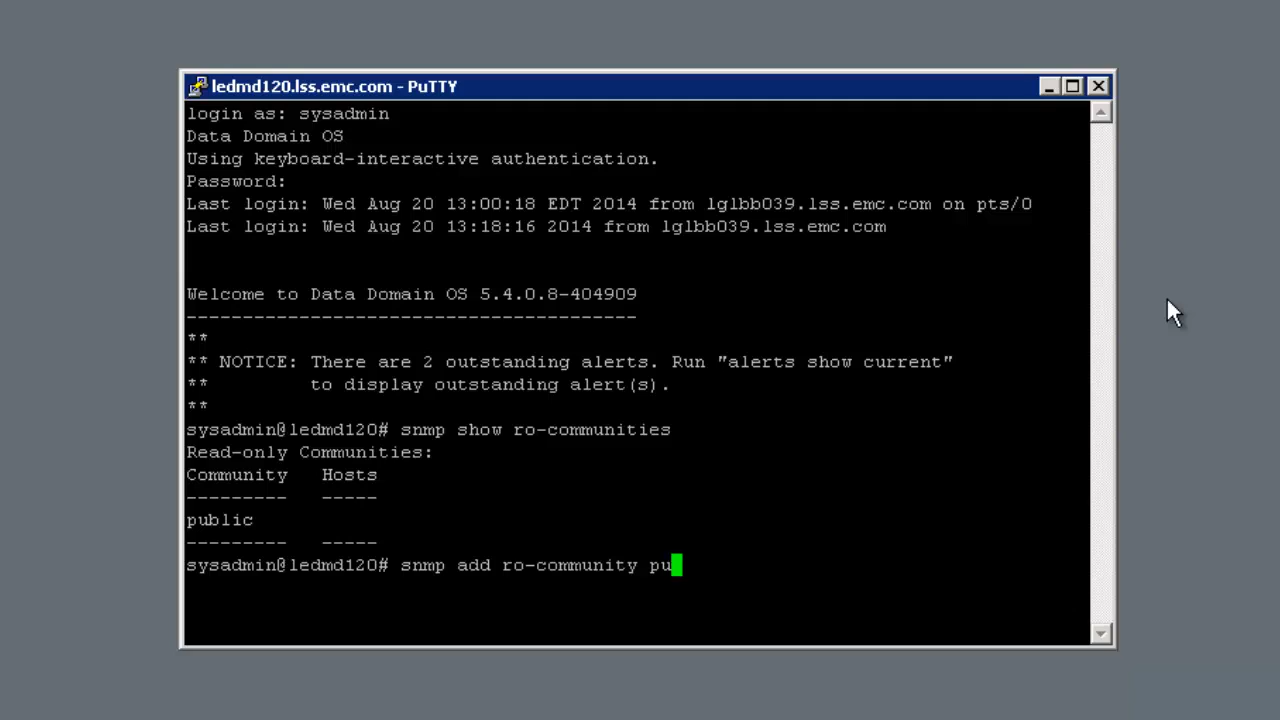 ledmd120.lss.emc.com - PuTTY
login as: sysadmin
Data Domain OS
Using keyboard-interactive authentication.
Password:
Last login: Wed Aug 20 13:00:18 EDT 2014 from lglbb039.lss.emc.com on pts/0
Last login: Wed Aug 20 13:18:16 2014 from lglbb039.lss.emc.com
Welcome to Data Domain OS 5.4.0.8-404909
----------------------------------------
**
** NOTICE: There are 2 outstanding alerts. Run "alerts show current"
**         to display outstanding alert(s).
**
sysadmin@ledmd120# snmp show ro-communities
Read-only Communities:
Community   Hosts
---------   -----
public
---------   -----
sysadmin@ledmd120# snmp add ro-community pu